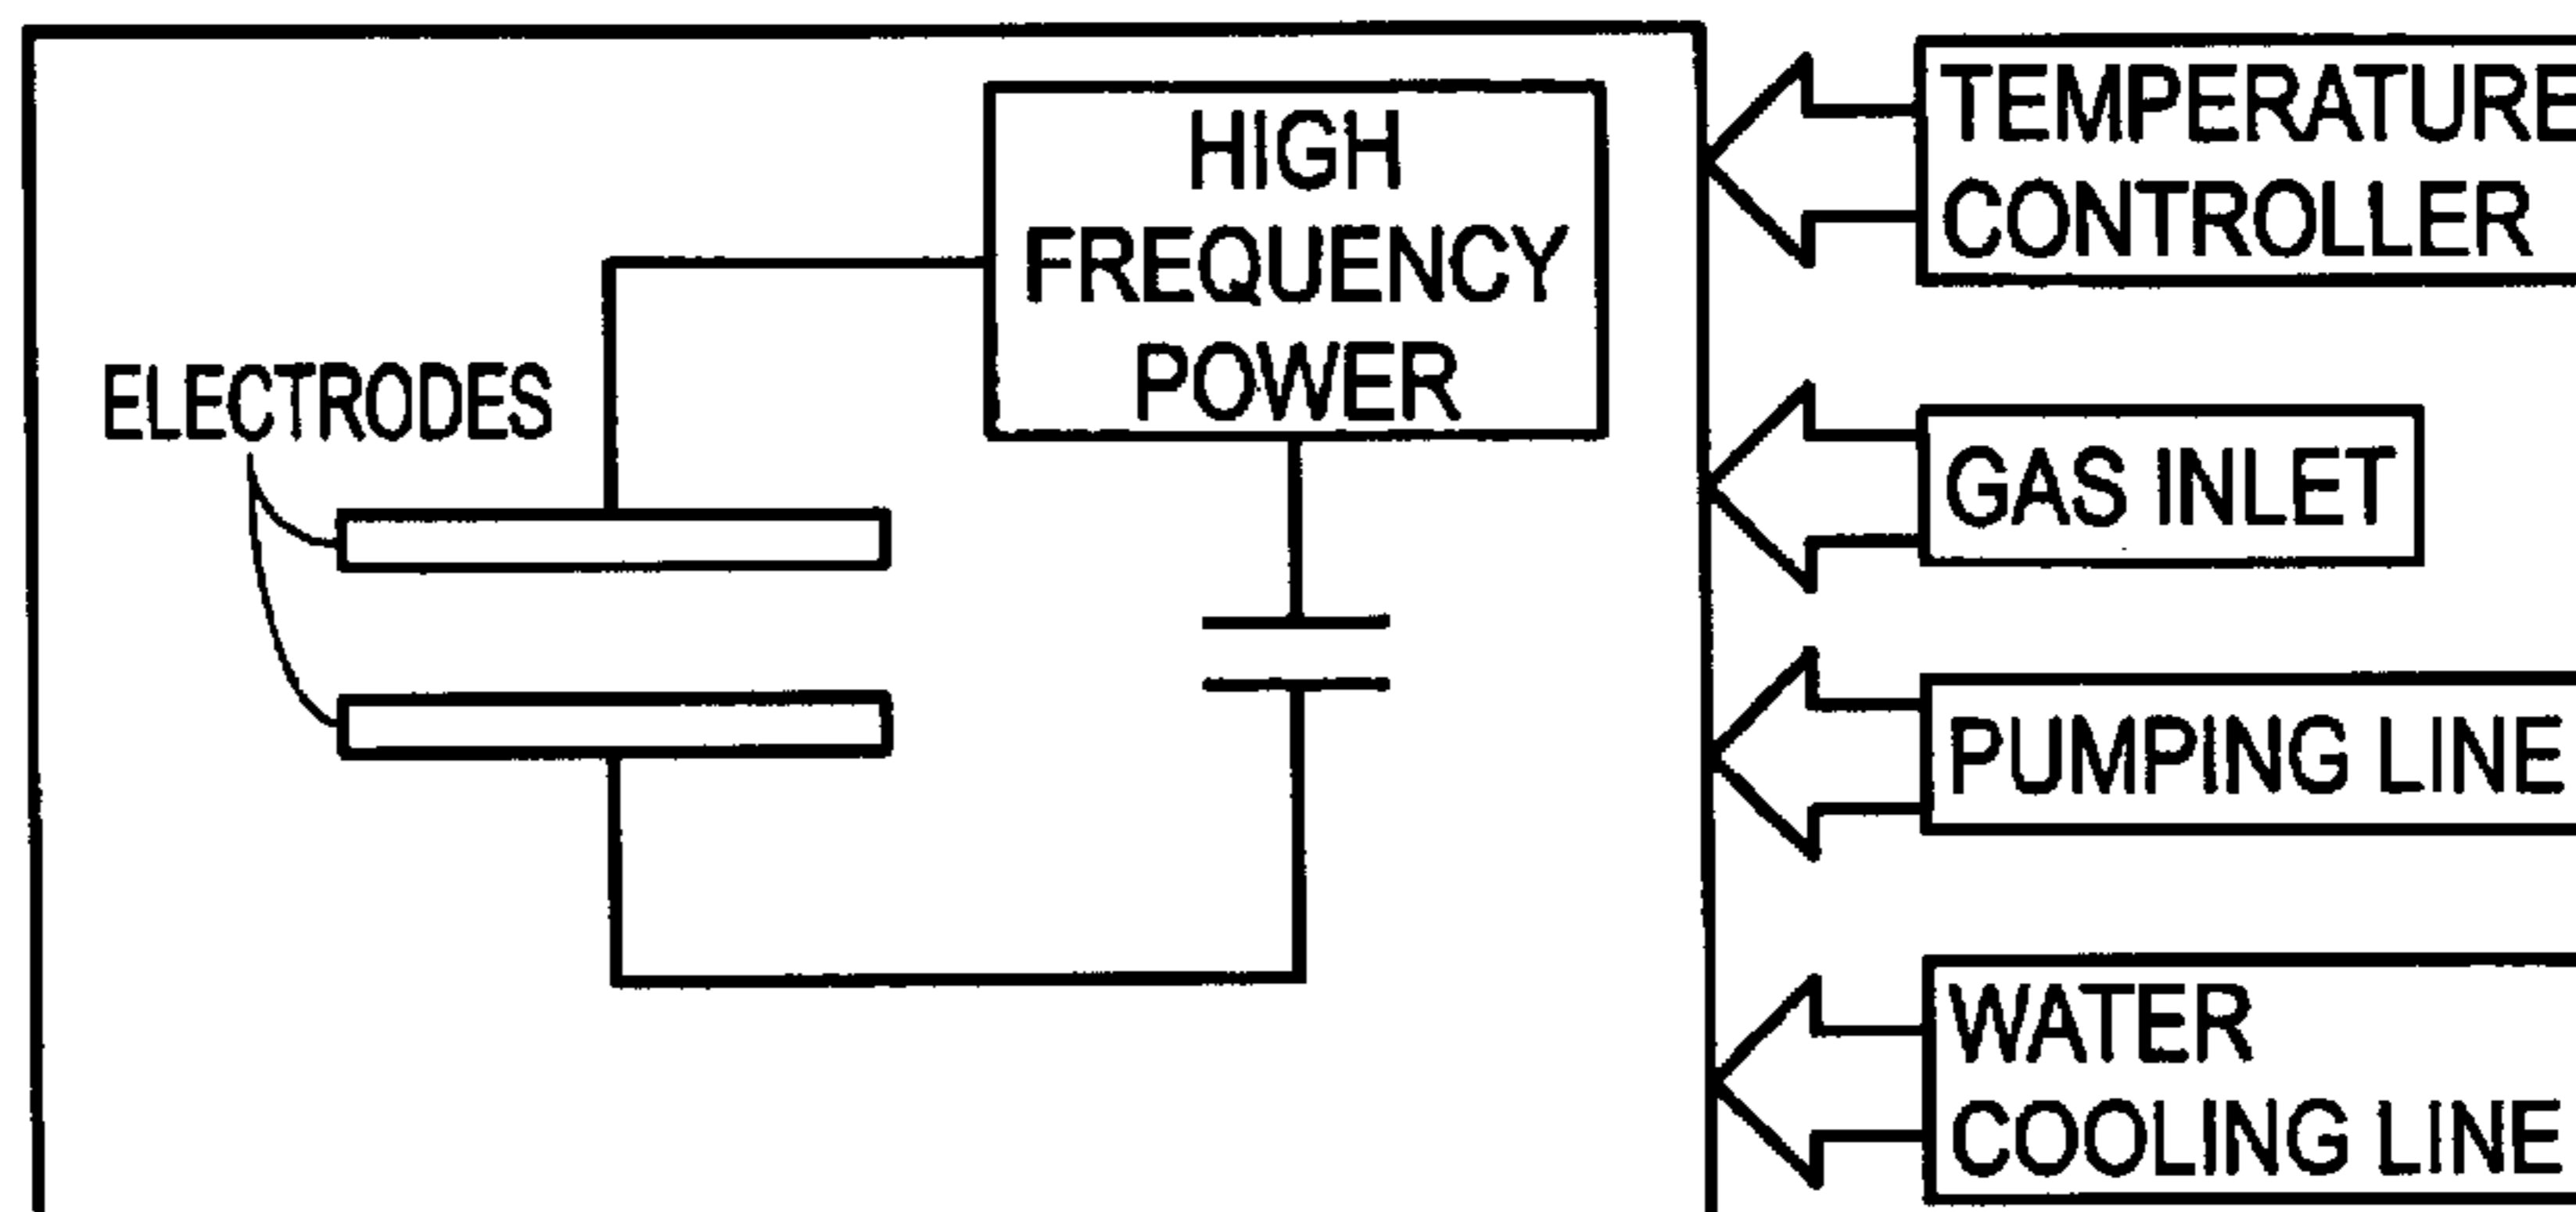 HIGH
FREQUENCY
POWER
ELECTRODES
TEMPERATURE
CONTROLLER
GAS INLET
PUMPING LINE
WATER
COOLING LINE